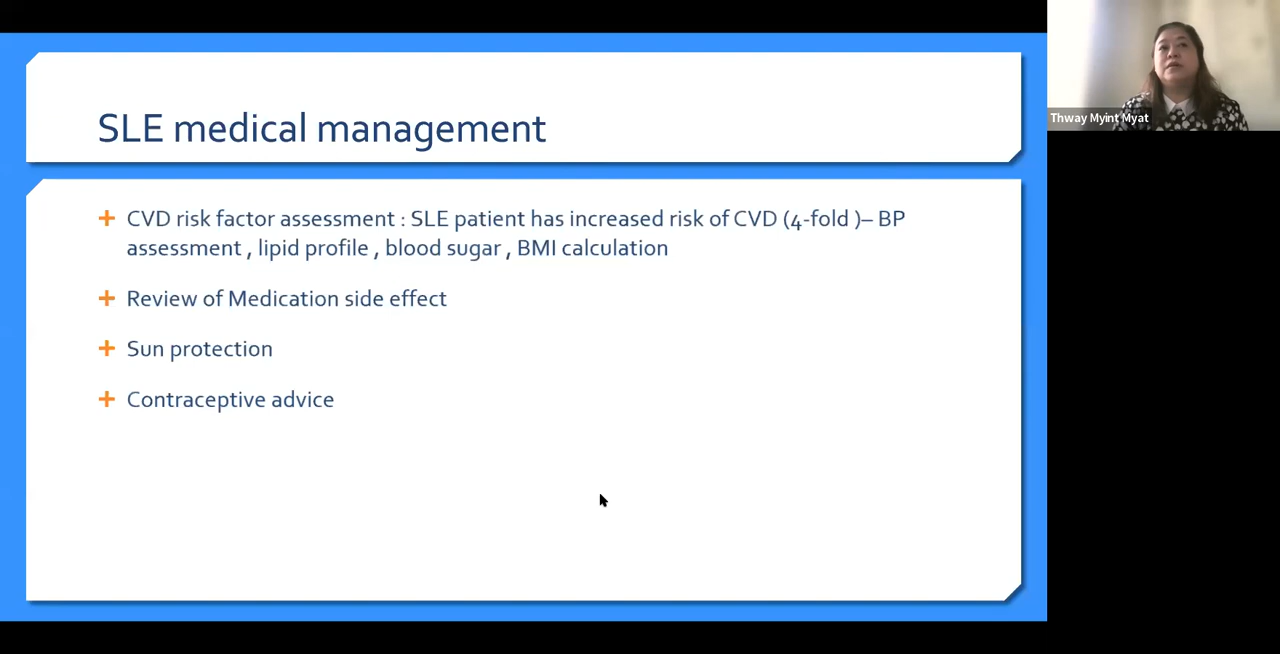 SLE medical management
CVD risk factor assessment : SLE patient has increased risk of CVD (4-fold )– BP
assessment , lipid profile , blood sugar , BMI calculation
Review of Medication side effect
Sun protection
Contraceptive advice
Thway Myint Myat